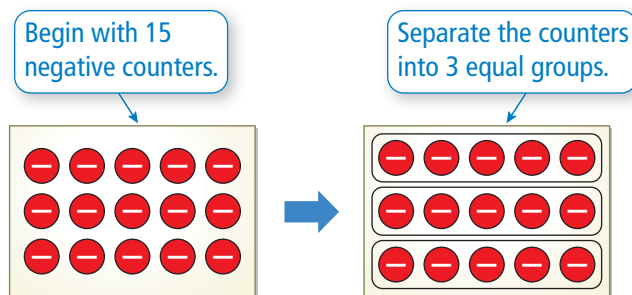 Begin with 15
negative counters.
Separate the counters
into 3 equal groups.